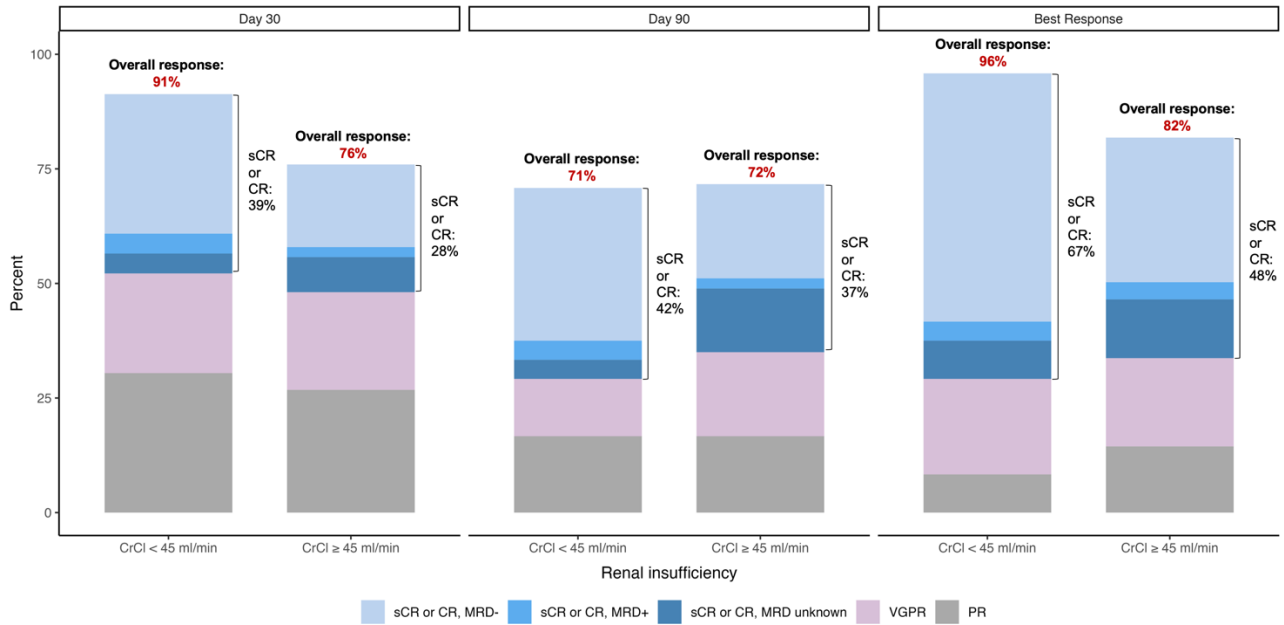 Day 30
Day 90
Best Response
100
75
50
25
0
Percent
Overall response:
91%
sCR
or
CR:
39%
Overall response:
76%
sCR
or
CR:
28%
Overall response:
71%
sCR
or
CR:
42%
Overall response:
72%
sCR
or
CR:
37%
Overall response:
96%
sCR
or
CR:
67%
Overall response:
82%
sCR
or
CR:
48%
CrCl < 45 ml/min
CrCl ≥ 45 ml/min
CrCl < 45 ml/min
CrCl ≥ 45 ml/min
CrCl < 45 ml/min
CrCl ≥ 45 ml/min
Renal insufficiency
sCR or CR, MRD-
sCR or CR, MRD+
sCR or CR, MRD unknown
VGPR
PR